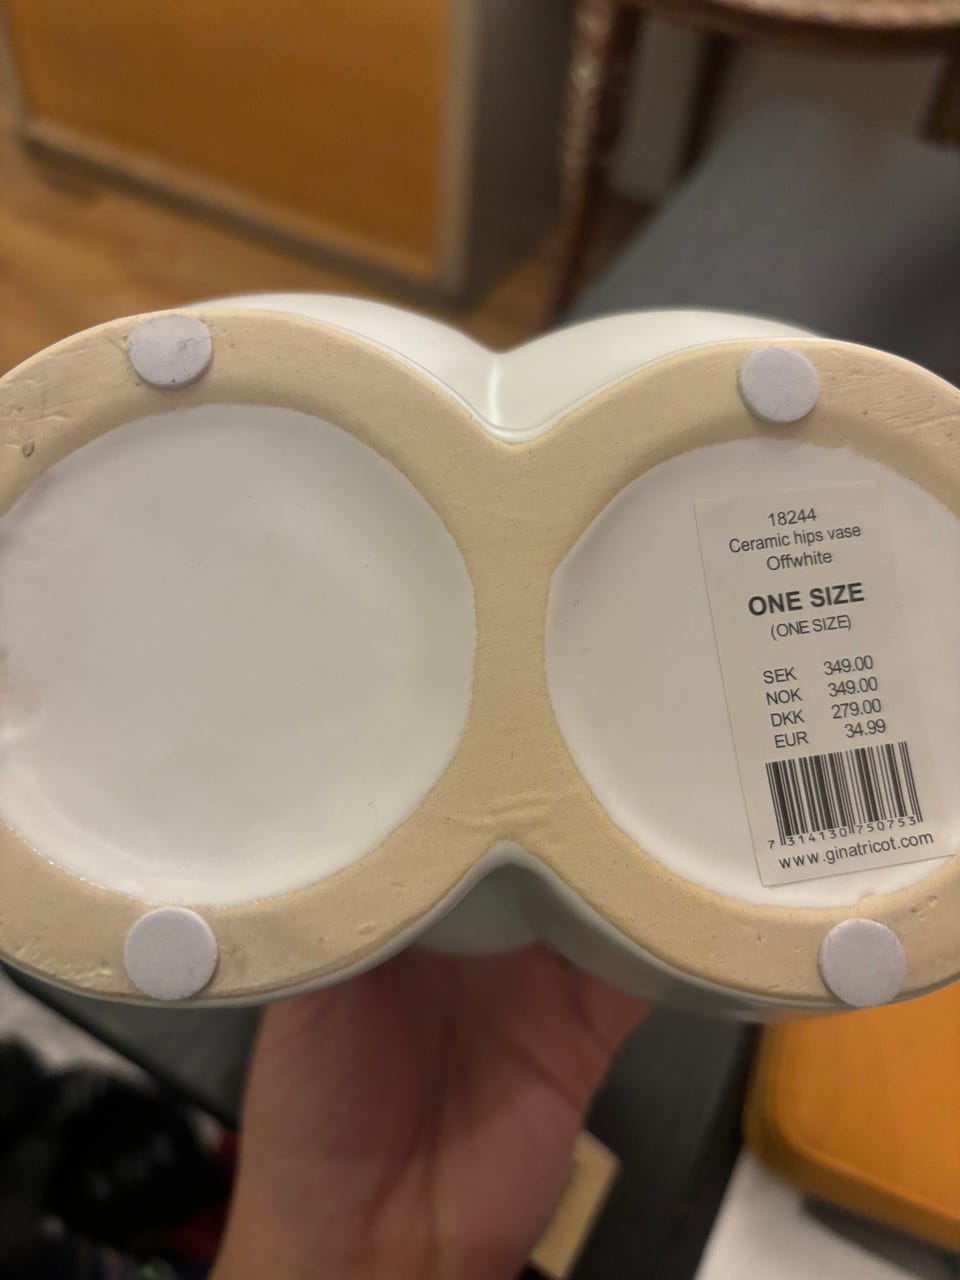 18244
Ceramic hips vase
Offwhite
ONE SIZE
(ONE SIZE)
SEK 349.00
NOK 349.00
DKK 279.00
EUR 34.99
7 314130 750753
www.ginatricot.com